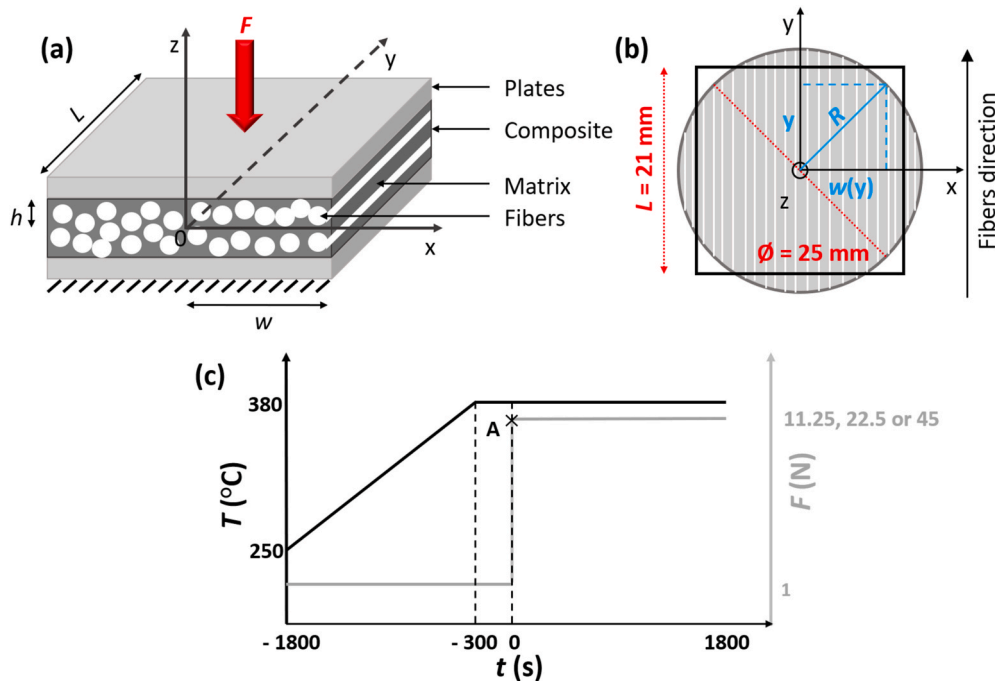 (a)
F
z
y
L
h
0
x
w
Plates
Composite
Matrix
Fibers
(b)
y
L = 21 mm
y
R
w(y)
z
x
Ø = 25 mm
Fibers direction
(c)
380
250
T (°C)
A
11.25, 22.5 or 45
1
F (N)
- 1800
- 300
0
1800
t (s)